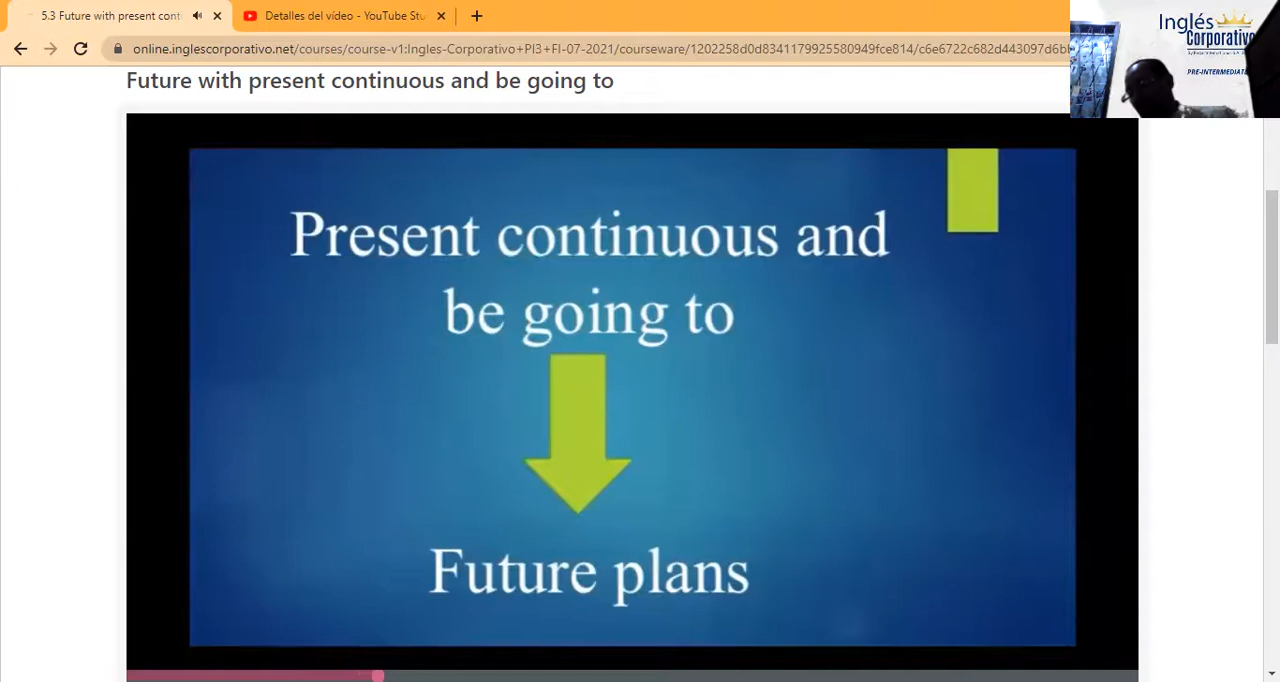 5.3 Future with present cont
Detalles del vídeo - YouTube Stu
online.inglescorporativo.net/courses/course-v1:Ingles-Corporativo+PI3+FI-07-2021/courseware/1202258d0d8341179925580949fce814/c6e6722c682d443097d6b
Inglés
Corporativo
PRE-INTERMEDIATE
Future with present continuous and be going to
Present continuous and
be going to
Future plans